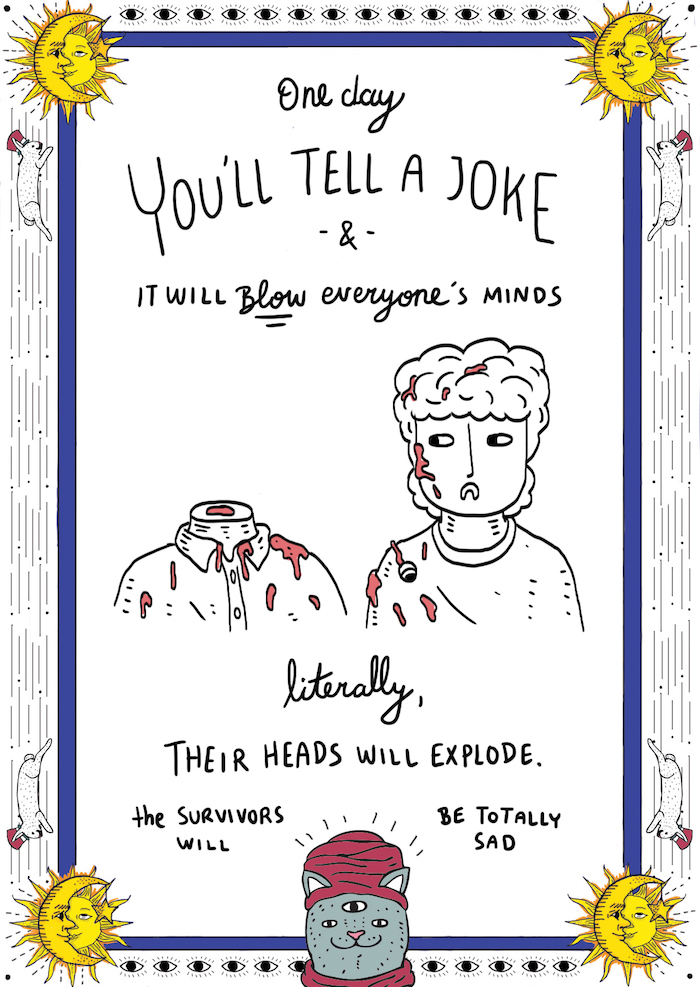 One day
YOU'LL TELL A JOKE
- & -
IT WILL Blow everyone's MINDS
literally,
THEIR HEADS WILL EXPLODE.
the SURVIVORS
WILL
BE TOTALLY
SAD